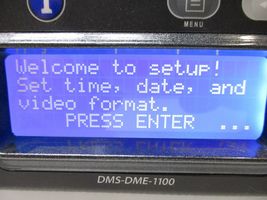 MENU
Welcome to setup!
Set time, date, and
video format.
PRESS ENTER ...
DMS-DME-1100